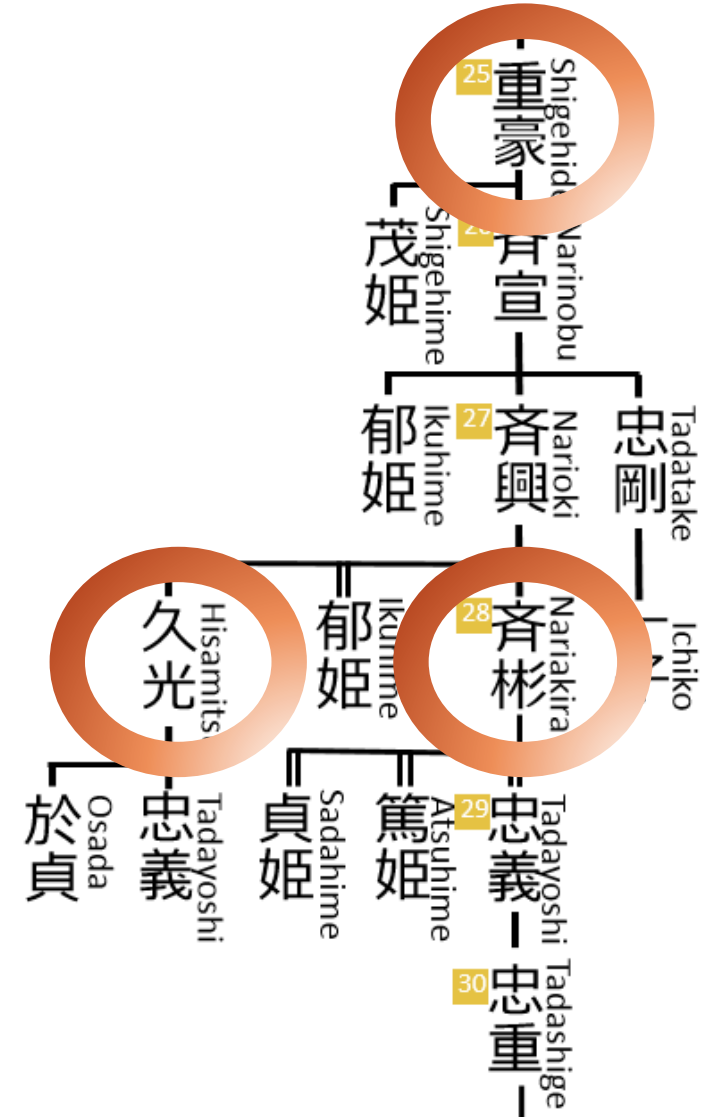 25
重豪
Shigehide
茂姫
Shigehime
26
斉宣
Narinobu
郁姫
Ikuhime
27
斉興
Narioki
忠剛
Tadatake
久光
郁姫
Ikuhime
28
斉彬
Nariakira
Ichiko
於貞
Osada
忠義
Tadayoshi
貞姫
Sadahime
篤姫
Atsuhime
29
忠義
Tadayoshi
30
忠重
Tadashige